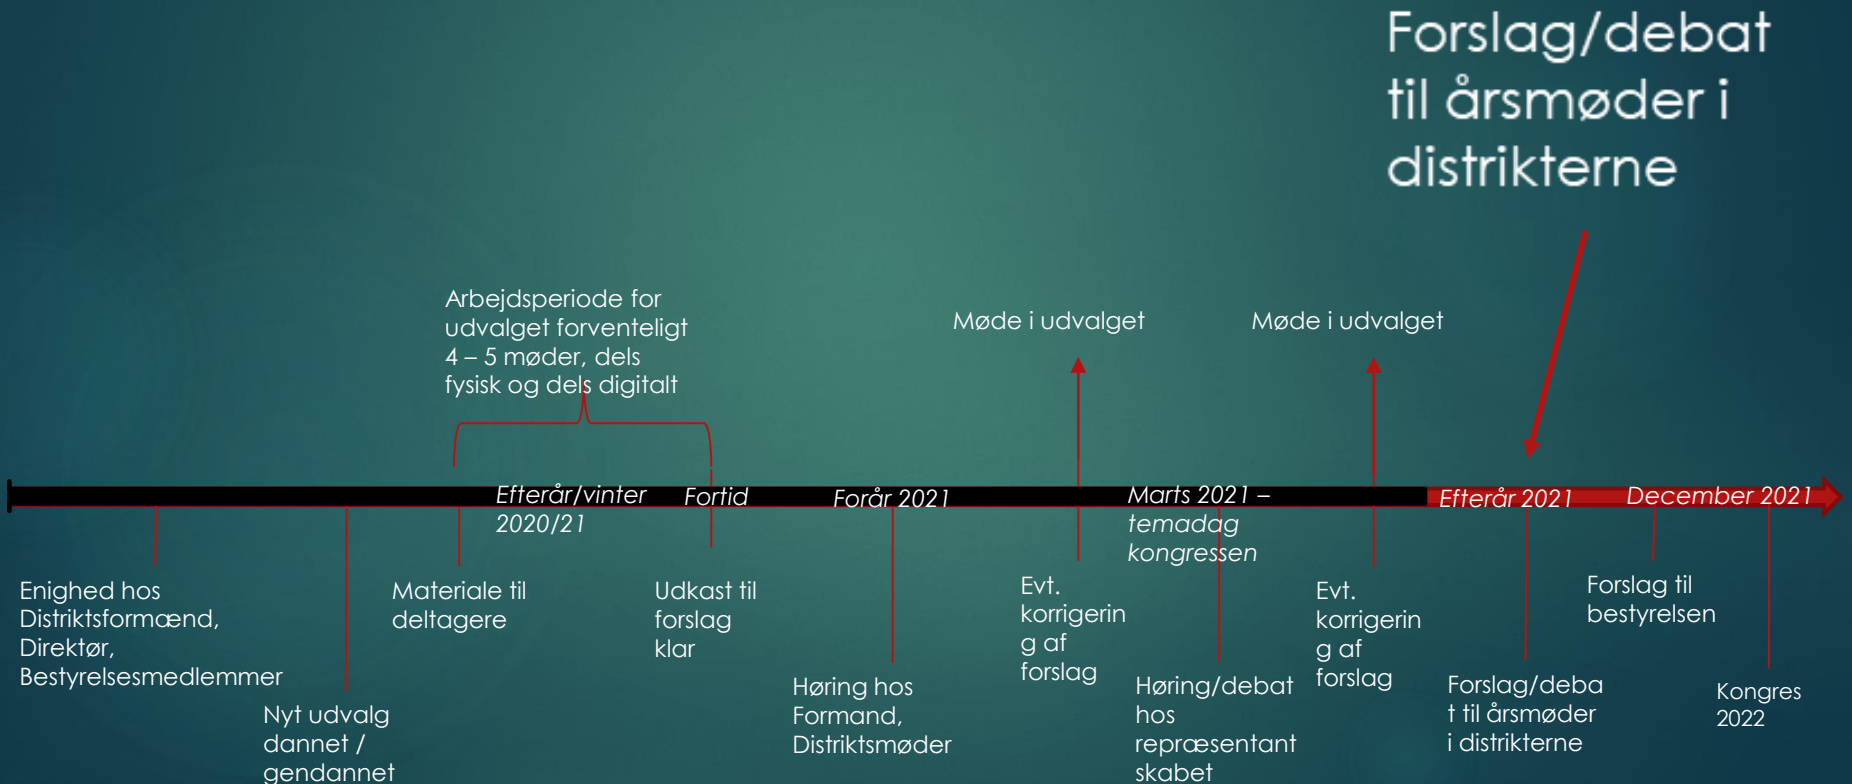 Forslag/debat
til årsmøder i
distrikterne
Arbejdsperiode for
udvalget forventeligt
4 – 5 møder, dels
fysisk og dels digitalt
Møde i udvalget
Møde i udvalget
Efterår/vinter
2020/21
Fortid
Forår 2021
Marts 2021 –
temadag
kongressen
Efterår 2021
December 2021
Enighed hos
Distriktsformænd,
Direktør,
Bestyrelsesmedlemmer
Nyt udvalg
dannet /
gendannet
Materiale til
deltagere
Udkast til
forslag
klar
Høring hos
Formand,
Distriktsmøder
Evt.
korrigerin
g af
forslag
Høring/debat
hos
repræsentant
skabet
Evt.
korrigerin
g af
forslag
Forslag/deba
t til årsmøder
i distrikterne
Forslag til
bestyrelsen
Kongres
2022